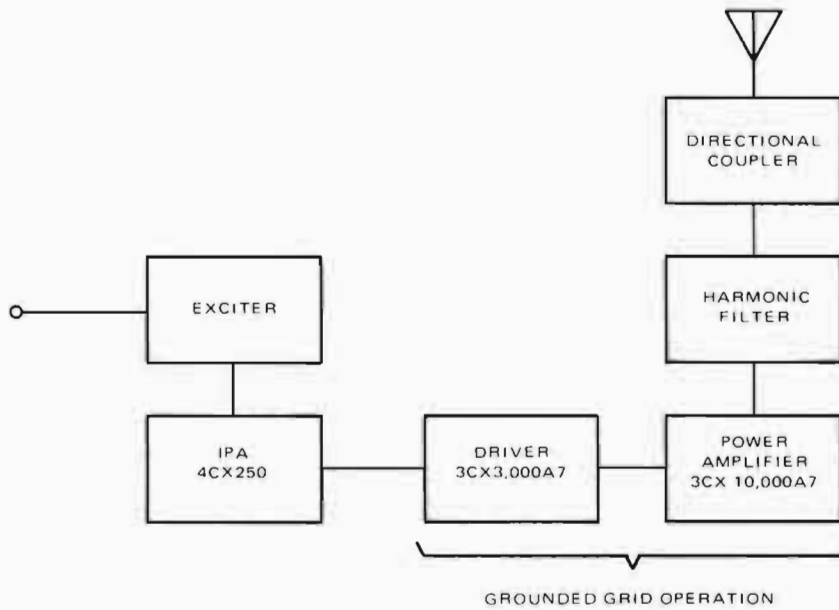 DIRECTIONAL
COUPLER
EXCITER
HARMONIC
FILTER
IPA
4CX250
DRIVER
3CX3,000A7
POWER
AMPLIFIER
3CX 10,000A7
GROUNDED GRID OPERATION